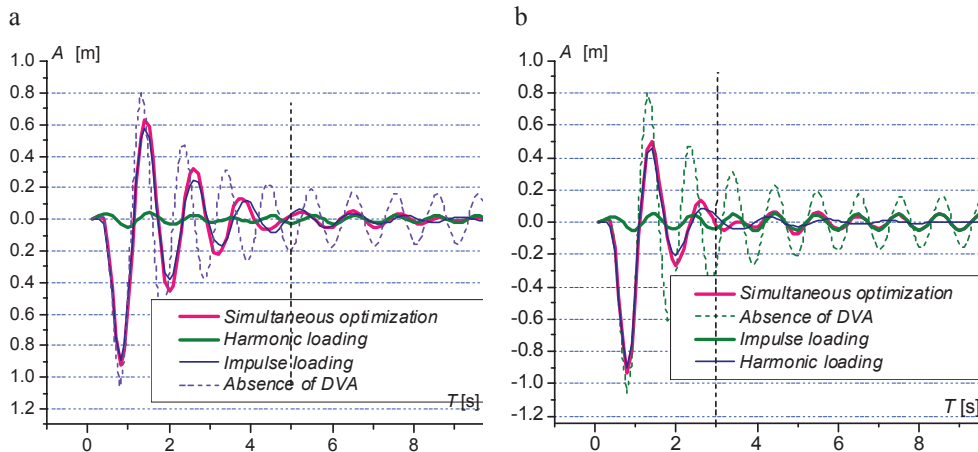 a
A [m]
1.0
0.8
0.6
0.4
0.2
0.0
0.2
0.4
0.6
0.8
1.0
1.2
Simultaneous optimization
Harmonic loading
Impulse loading
Absence of DVA
T [s]
0 2 4 6 8
b
A [m]
1.0
0.8
0.6
0.4
0.2
0.0
-0.2
-0.4
-0.6
-0.8
-1.0
-1.2
Simultaneous optimization
Absence of DVA
Impulse loading
Harmonic loading
T [s]
0 2 4 6 8